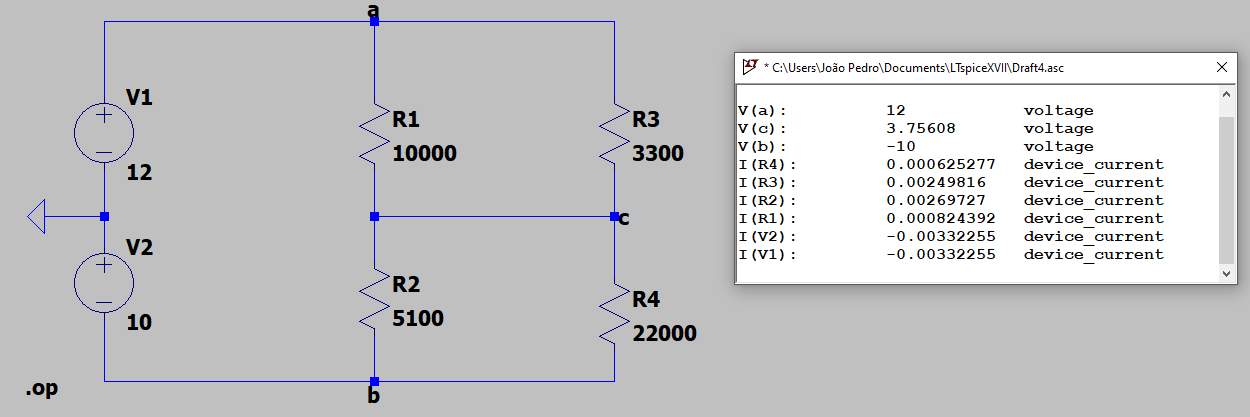 a
V1
12
R1
10000
R3
3300
c
V2
10
R2
5100
R4
22000
.op
b
* C:\Users\João Pedro\Documents\LTspiceXVII\Draft4.asc
V(a): 12 voltage
V(c): 3.75608 voltage
V(b): -10 voltage
I(R4): 0.000625277 device_current
I(R3): 0.00249816 device_current
I(R2): 0.00269727 device_current
I(R1): 0.000824392 device_current
I(V2): -0.00332255 device_current
I(V1): -0.00332255 device_current